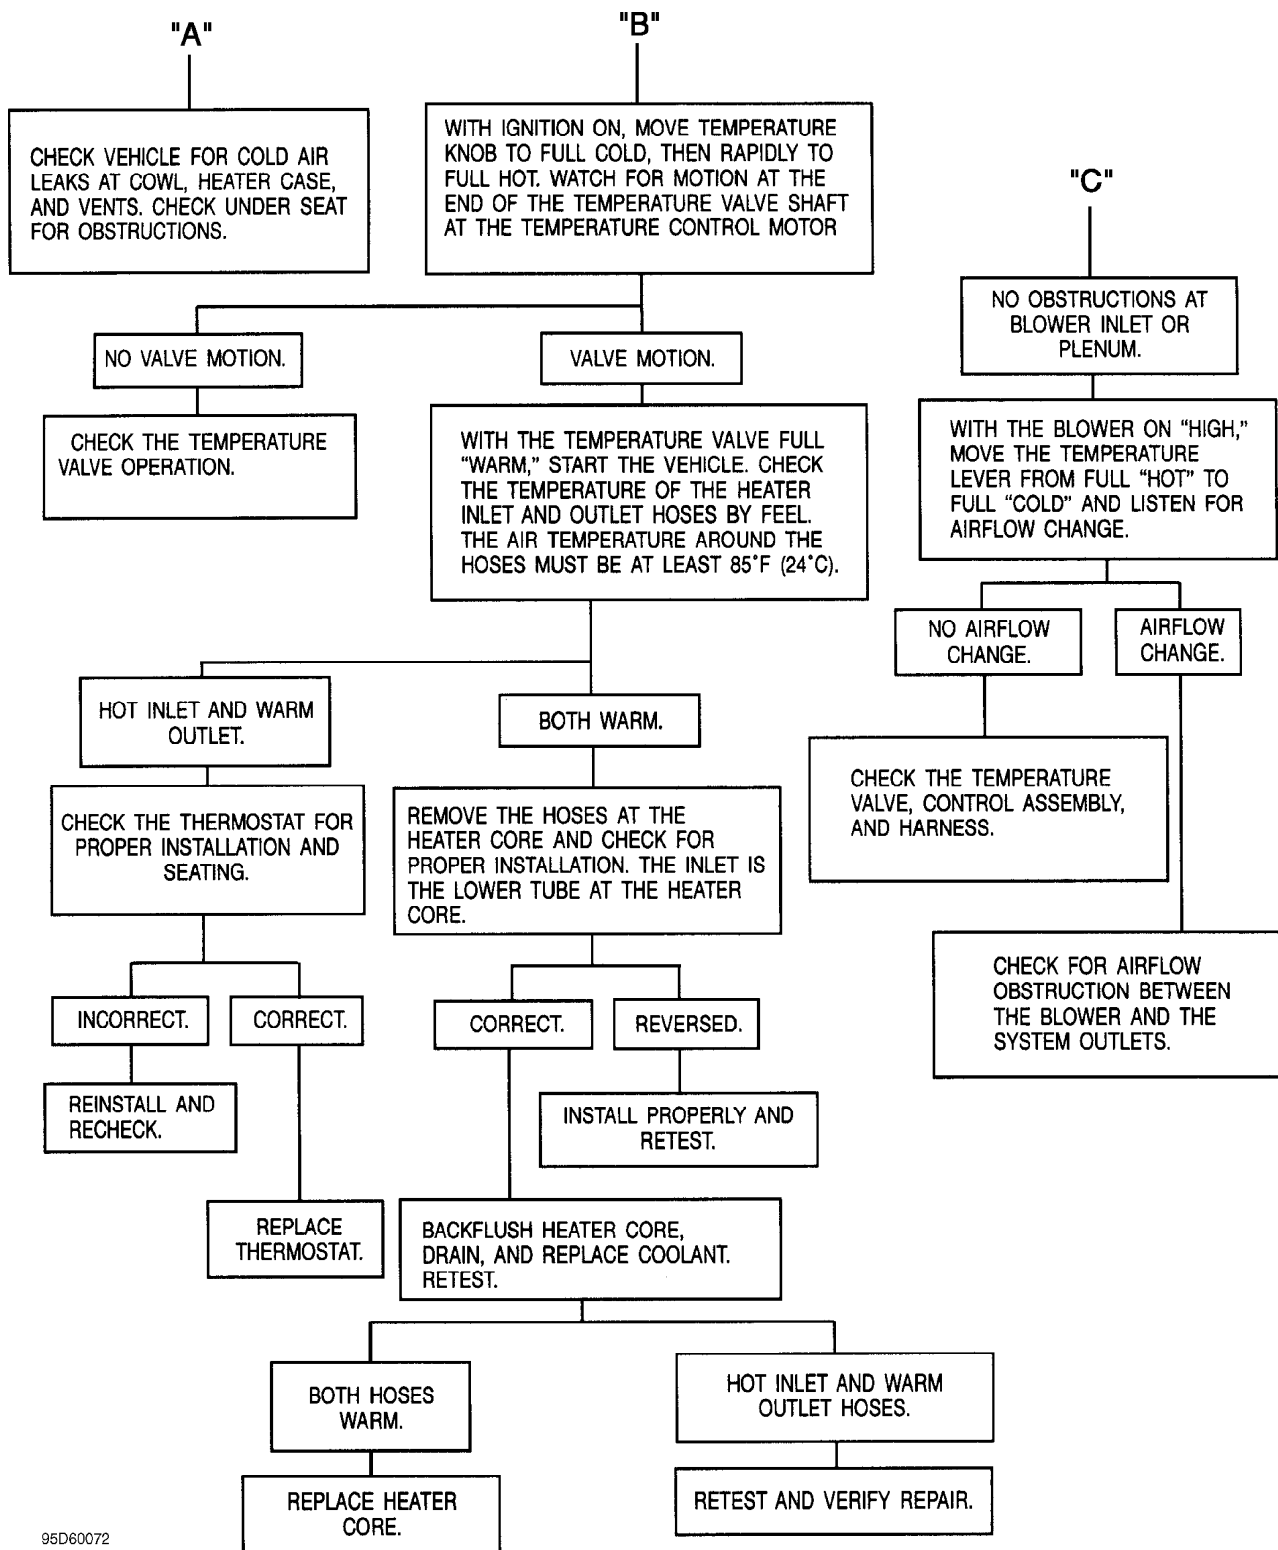 "A"
CHECK VEHICLE FOR COLD AIR
LEAKS AT COWL, HEATER CASE,
AND VENTS. CHECK UNDER SEAT
FOR OBSTRUCTIONS.
"B"
WITH IGNITION ON, MOVE TEMPERATURE
KNOB TO FULL COLD, THEN RAPIDLY TO
FULL HOT. WATCH FOR MOTION AT THE
END OF THE TEMPERATURE VALVE SHAFT
AT THE TEMPERATURE CONTROL MOTOR
NO VALVE MOTION.
CHECK THE TEMPERATURE
VALVE OPERATION.
VALVE MOTION.
WITH THE TEMPERATURE VALVE FULL
"WARM," START THE VEHICLE. CHECK
THE TEMPERATURE OF THE HEATER
INLET AND OUTLET HOSES BY FEEL.
THE AIR TEMPERATURE AROUND THE
HOSES MUST BE AT LEAST 85°F (24°C).
HOT INLET AND WARM
OUTLET.
CHECK THE THERMOSTAT FOR
PROPER INSTALLATION AND
SEATING.
INCORRECT.
CORRECT.
REINSTALL AND
RECHECK.
REPLACE
THERMOSTAT.
BOTH WARM.
REMOVE THE HOSES AT THE
HEATER CORE AND CHECK FOR
PROPER INSTALLATION. THE INLET IS
THE LOWER TUBE AT THE HEATER
CORE.
CORRECT.
REVERSED.
INSTALL PROPERLY AND
RETEST.
BACKFLUSH HEATER CORE,
DRAIN, AND REPLACE COOLANT.
RETEST.
BOTH HOSES
WARM.
REPLACE HEATER
CORE.
HOT INLET AND WARM
OUTLET HOSES.
RETEST AND VERIFY REPAIR.
"C"
NO OBSTRUCTIONS AT
BLOWER INLET OR
PLENUM.
WITH THE BLOWER ON "HIGH,"
MOVE THE TEMPERATURE
LEVER FROM FULL "HOT" TO
FULL "COLD" AND LISTEN FOR
AIRFLOW CHANGE.
NO AIRFLOW
CHANGE.
AIRFLOW
CHANGE.
CHECK THE TEMPERATURE
VALVE, CONTROL ASSEMBLY,
AND HARNESS.
CHECK FOR AIRFLOW
OBSTRUCTION BETWEEN
THE BLOWER AND THE
SYSTEM OUTLETS.
95D60072